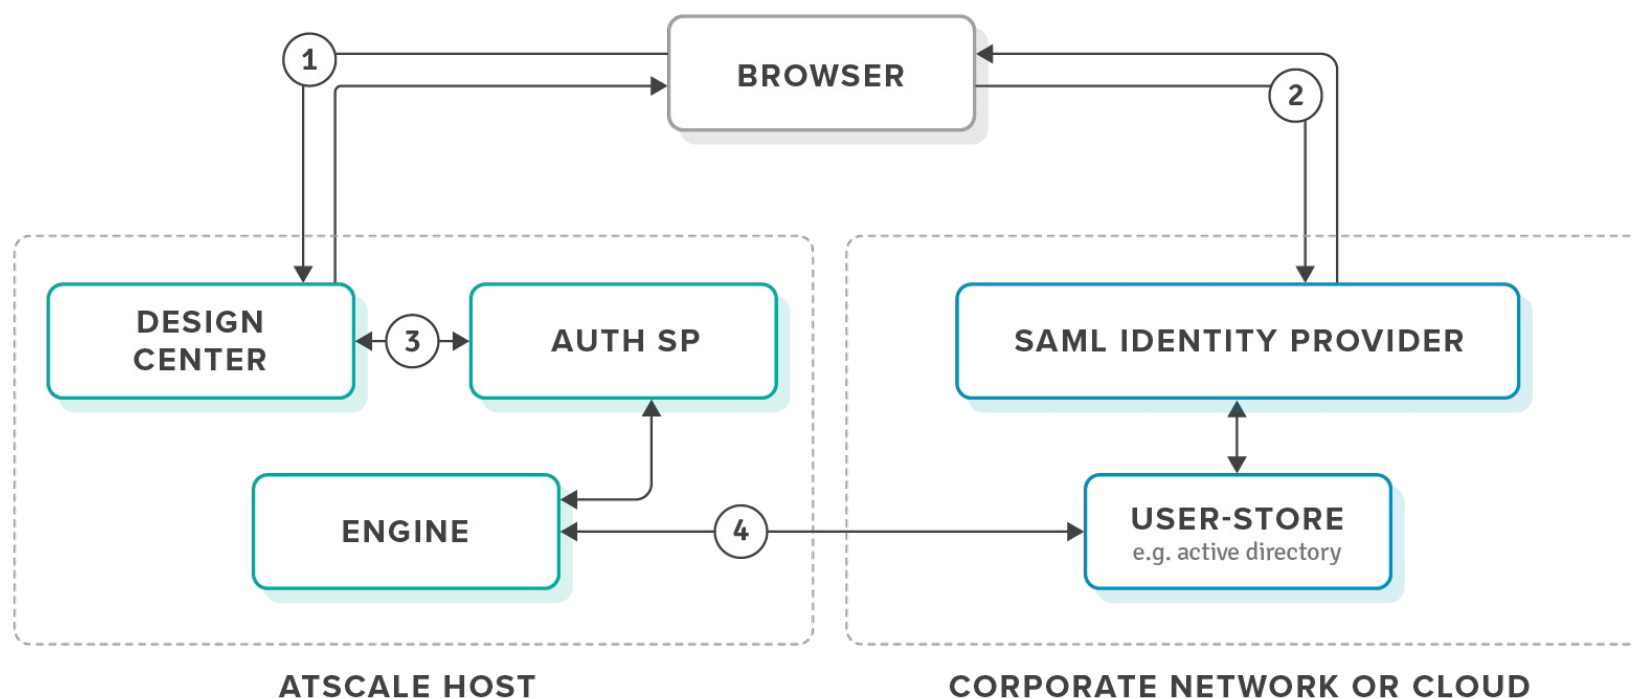 1
BROWSER
2
DESIGN
CENTER
3
AUTH SP
SAML IDENTITY PROVIDER
ENGINE
4
USER-STORE
e.g. active directory
ATSCALE HOST
CORPORATE NETWORK OR CLOUD